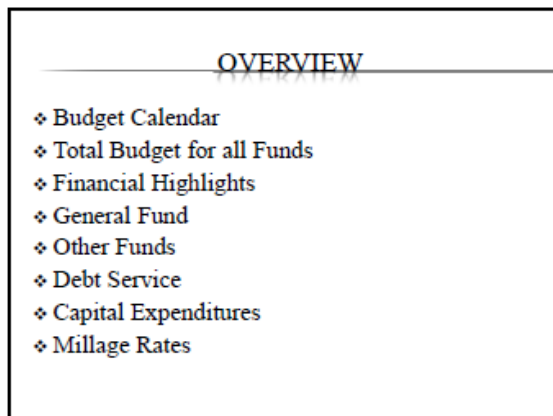 OVERVIEW
❖ Budget Calendar
❖ Total Budget for all Funds
❖ Financial Highlights
❖ General Fund
❖ Other Funds
❖ Debt Service
❖ Capital Expenditures
❖ Millage Rates